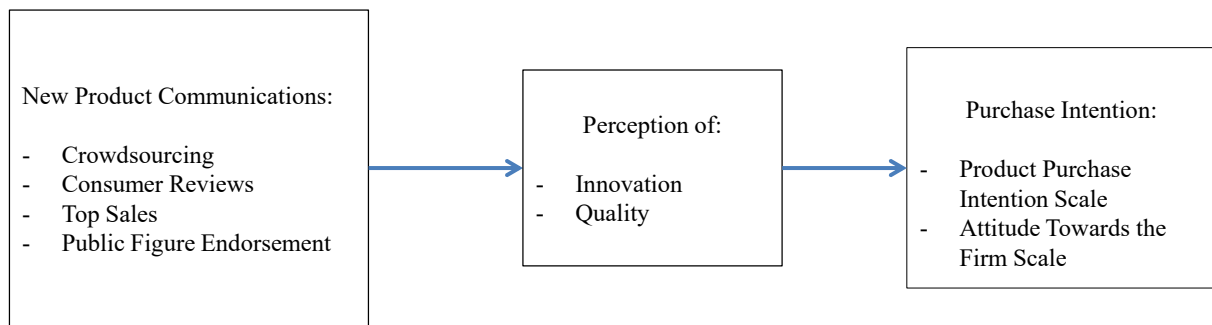 New Product Communications:
- Crowdsourcing
- Consumer Reviews
- Top Sales
- Public Figure Endorsement
Perception of:
- Innovation
- Quality
Purchase Intention:
- Product Purchase
Intention Scale
- Attitude Towards the
Firm Scale